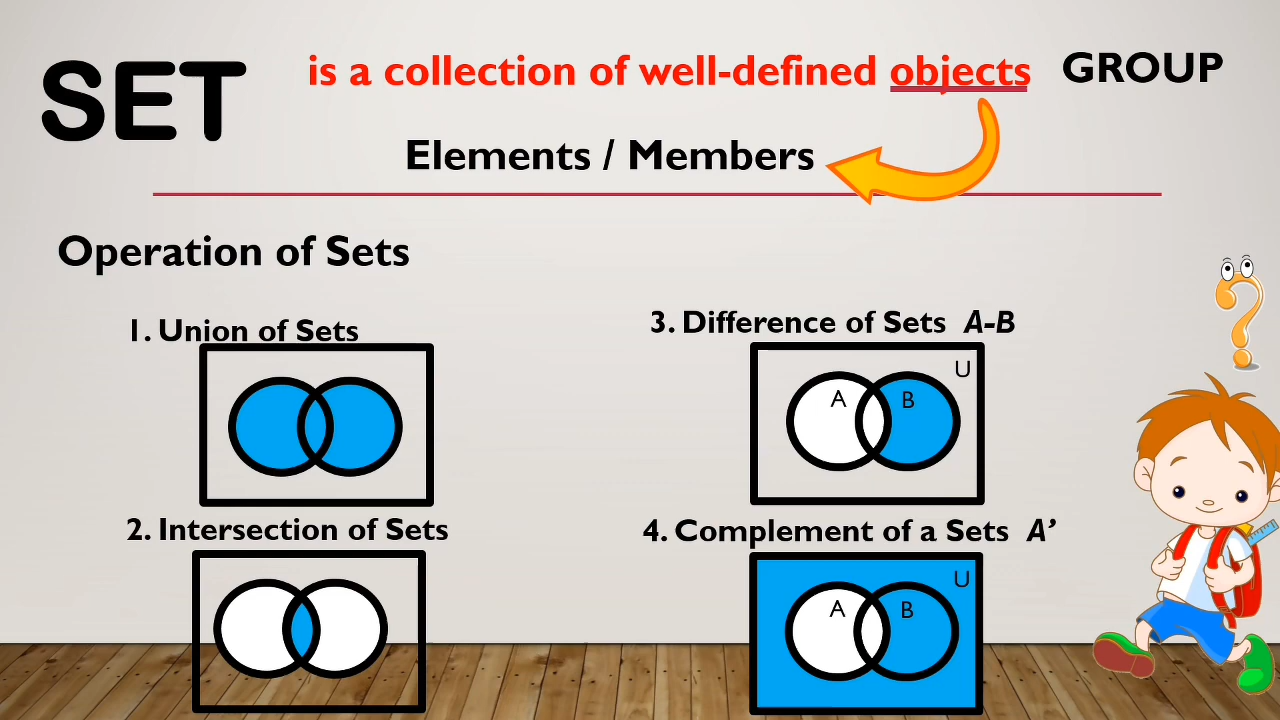 SET
is a collection of well-defined objects
GROUP
Elements / Members
Operation of Sets
1. Union of Sets
2. Intersection of Sets
3. Difference of Sets A-B
U
A
B
4. Complement of a Sets A’
U
A
B